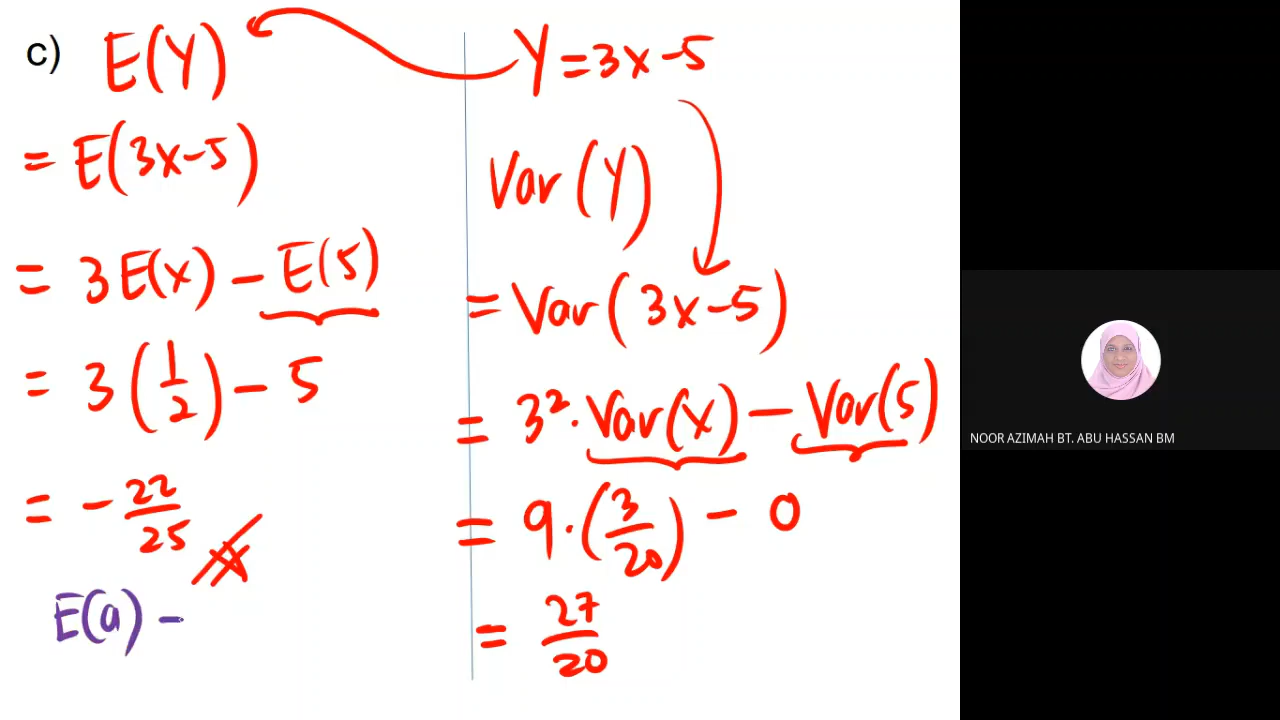 c) E(Y)
= E(3x-5)
= 3E(x) - E(5)
= 3(1/2) - 5
= - 22/25
E(a) -
Y = 3x-5
Var(Y)
= Var(3x-5)
= 3². Var(x) - Var(5)
= 9 . (3/20) - 0
= 27/20
NOOR AZIMAH BT. ABU HASSAN BM